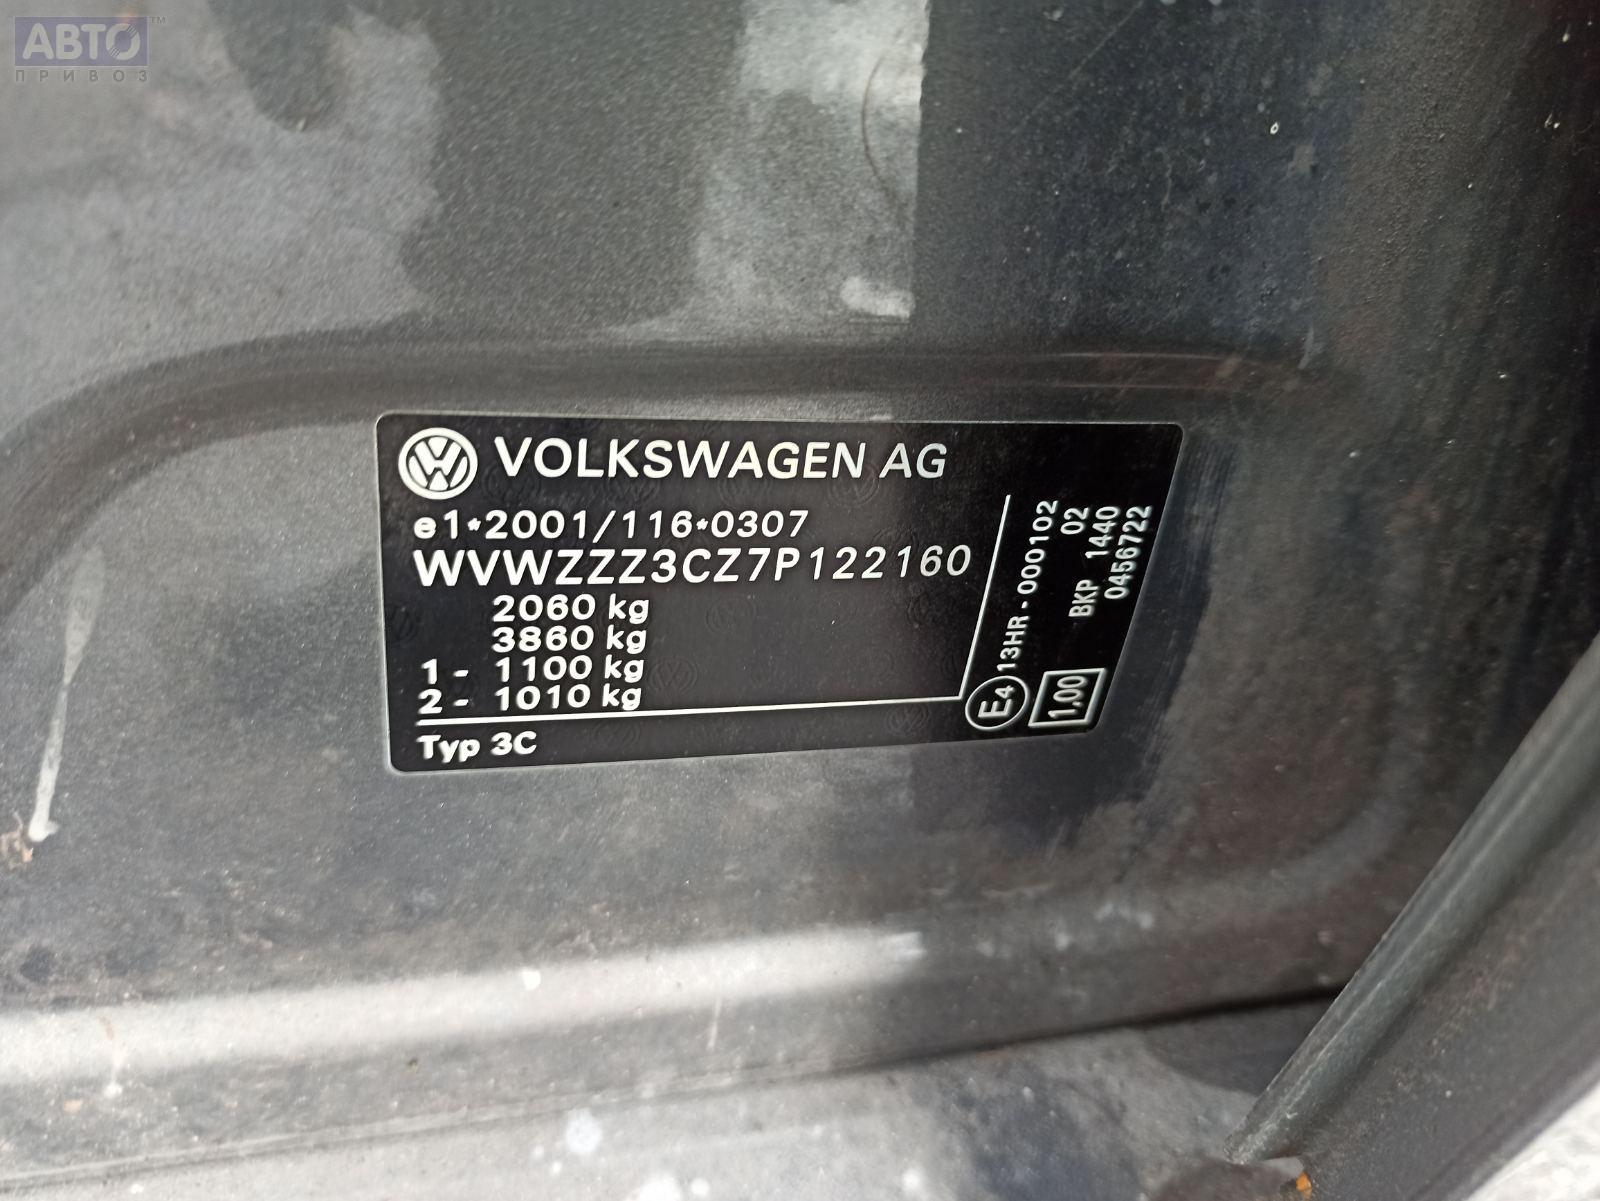 АВТО™
ПРИВОЗ
VOLKSWAGEN AG
e1*2001/116*0307
WVWZZZ3CZ7P122160
2060 kg
3860 kg
1 - 1100 kg
2 - 1010 kg
Typ 3C
E4 13HR - 000102
02
BKP 1440
0456722
1,00